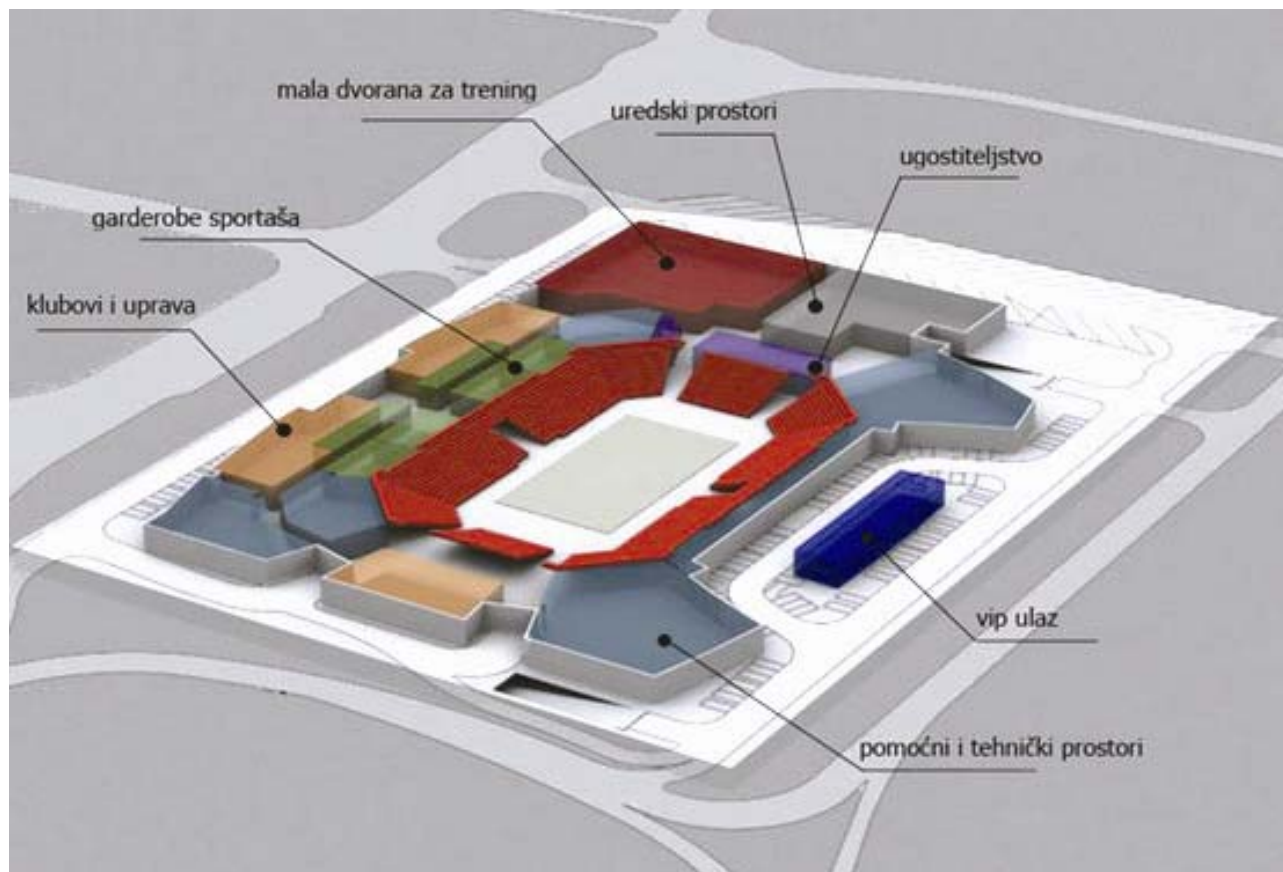 mala dvorana za trening
uredski prostori
ugostiteljstvo
garderobe sportaša
klubovi i uprava
vip ulaz
pomoćni i tehnički prostori